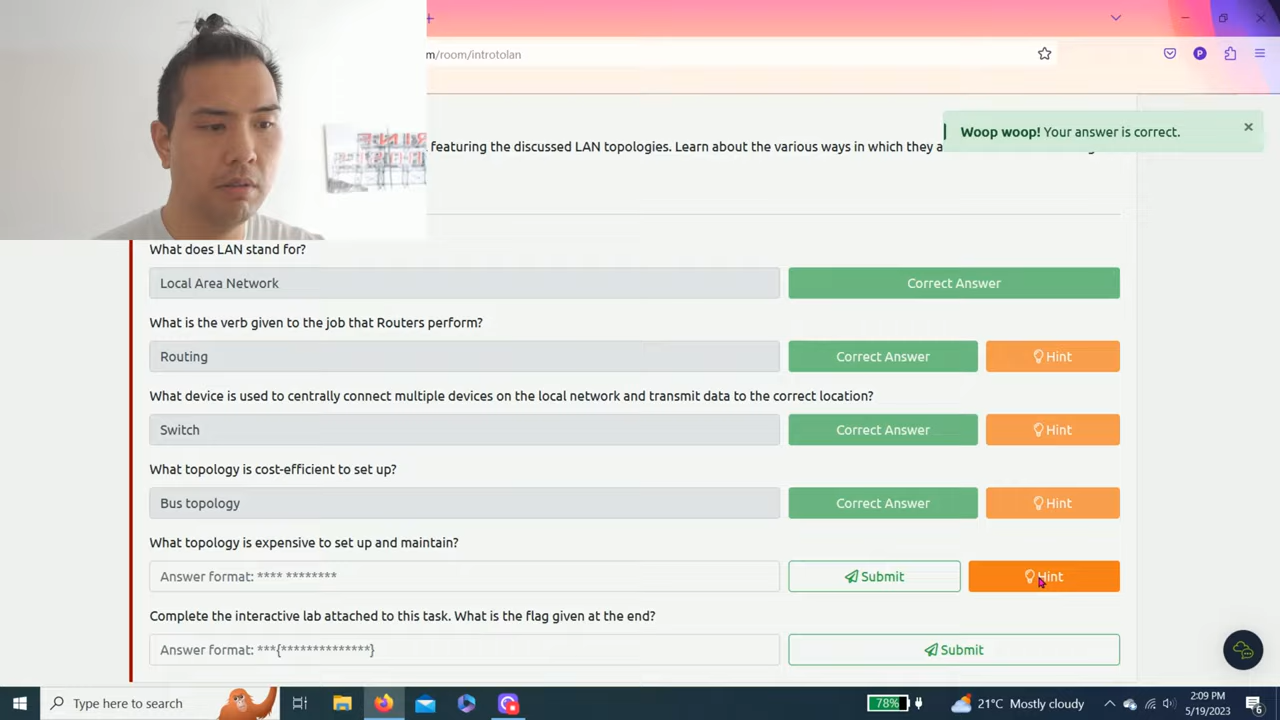 m/room/introtolan
Woop woop! Your answer is correct.
featuring the discussed LAN topologies. Learn about the various ways in which they a
What does LAN stand for?
Local Area Network
Correct Answer
What is the verb given to the job that Routers perform?
Routing
Correct Answer
Hint
What device is used to centrally connect multiple devices on the local network and transmit data to the correct location?
Switch
Correct Answer
Hint
What topology is cost-efficient to set up?
Bus topology
Correct Answer
Hint
What topology is expensive to set up and maintain?
Answer format: **** ********
Submit
Hint
Complete the interactive lab attached to this task. What is the flag given at the end?
Answer format: ***{**************}
Submit
Type here to search
78%
21°C Mostly cloudy
2:09 PM
5/19/2023
6